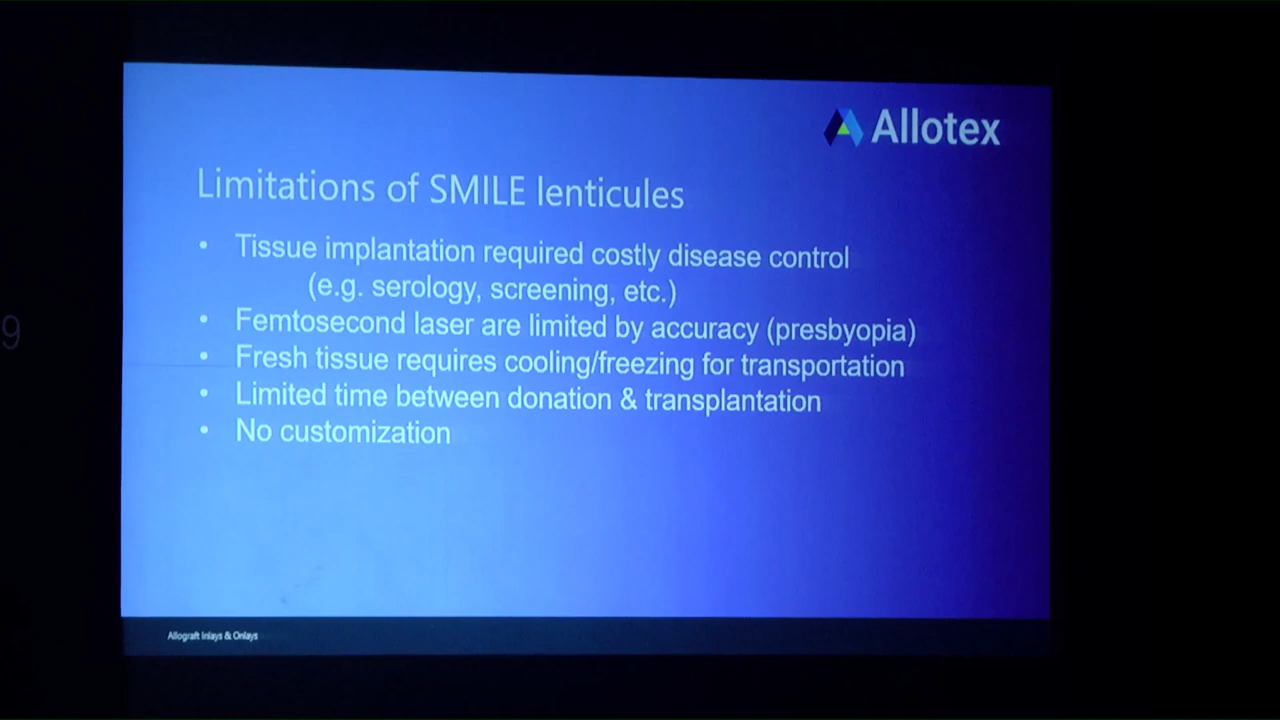 Allotex
Limitations of SMILE lenticules
• Tissue implantation required costly disease control
(e.g. serology, screening, etc.)
• Femtosecond laser are limited by accuracy (presbyopia)
• Fresh tissue requires cooling/freezing for transportation
• Limited time between donation & transplantation
• No customization
Allograft Inlays & Onlays
9